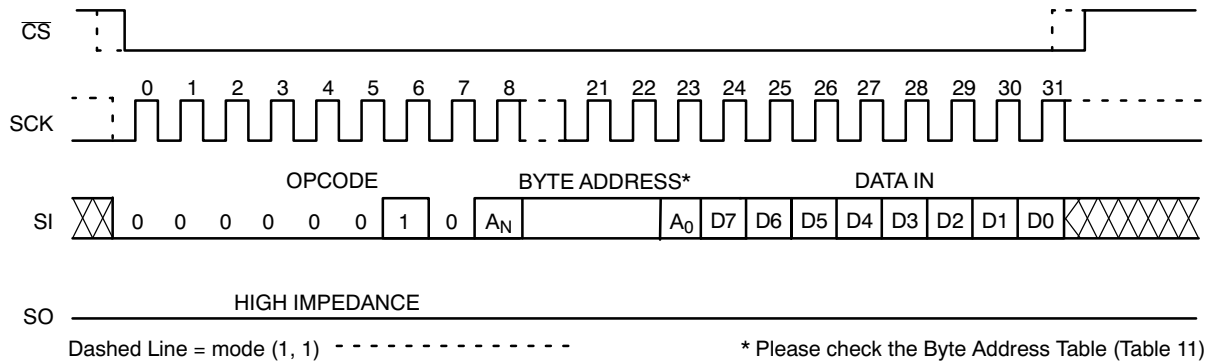 CS
0 1 2 3 4 5 6 7 8 21 22 23 24 25 26 27 28 29 30 31
SCK
OPCODE BYTE ADDRESS* DATA IN
SI 0 0 0 0 0 0 1 0 AN A0 D7 D6 D5 D4 D3 D2 D1 D0
HIGH IMPEDANCE
SO
Dashed Line = mode (1, 1) * Please check the Byte Address Table (Table 11)